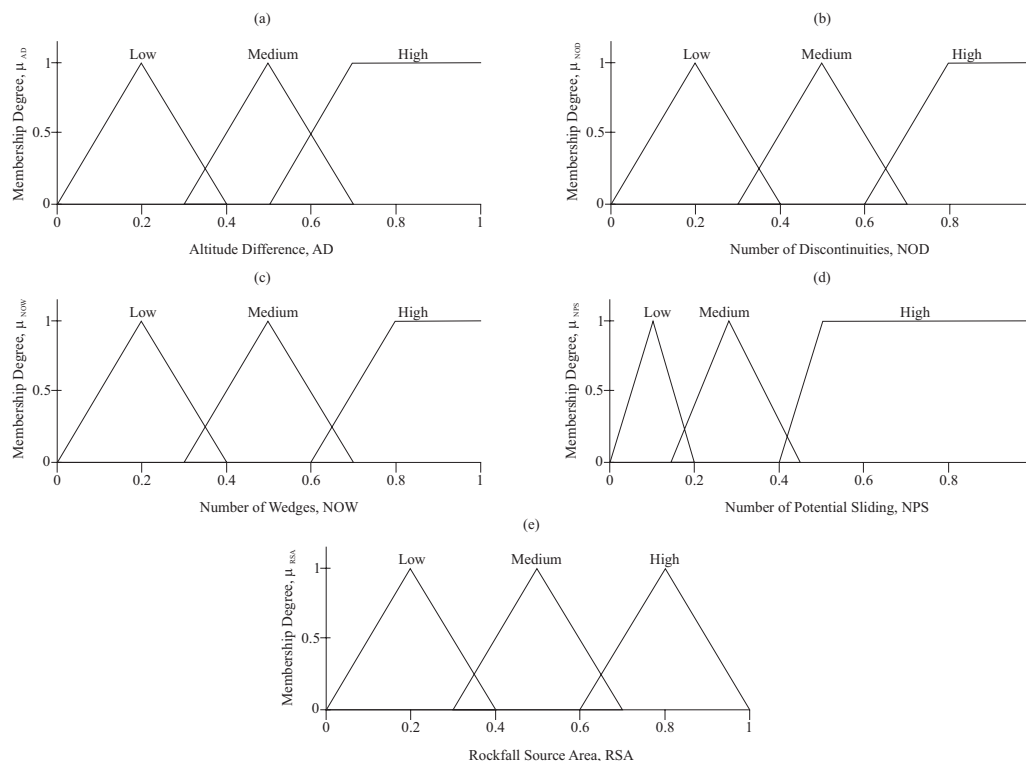 (a)
Low Medium High
Membership Degree, μ AD
1
0.5
0
0 0.2 0.4 0.6 0.8 1
Altitude Difference, AD
(b)
Low Medium High
Membership Degree, μ NOD
1
0.5
0
0 0.2 0.4 0.6 0.8
Number of Discontinuities, NOD
(c)
Low Medium High
Membership Degree, μ NOW
1
0.5
0
0 0.2 0.4 0.6 0.8 1
Number of Wedges, NOW
(d)
Low Medium High
Membership Degree, μ NPS
1
0.5
0
0 0.2 0.4 0.6 0.8
Number of Potential Sliding, NPS
(e)
Low Medium High
Membership Degree, μ RSA
1
0.5
0
0 0.2 0.4 0.6 0.8 1
Rockfall Source Area, RSA